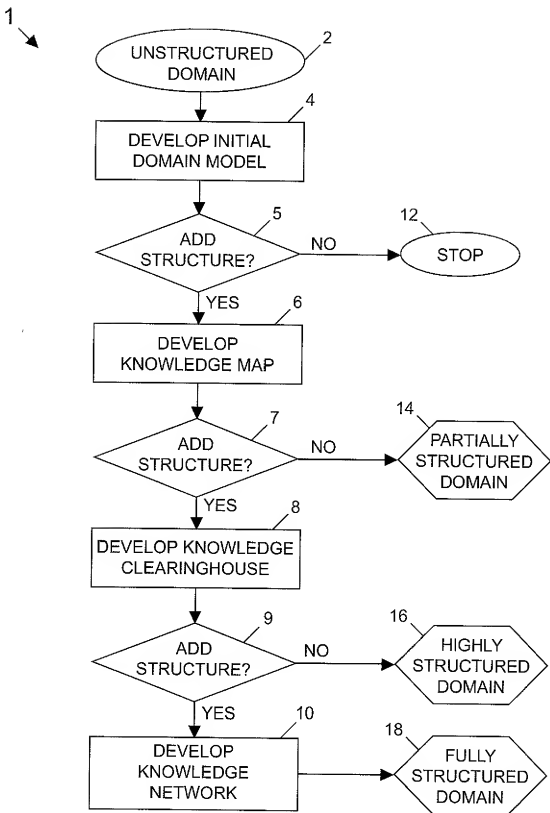 1
2
UNSTRUCTURED
DOMAIN
4
DEVELOP INITIAL
DOMAIN MODEL
5
ADD
STRUCTURE?
NO
12
STOP
YES
6
DEVELOP
KNOWLEDGE MAP
7
ADD
STRUCTURE?
NO
14
PARTIALLY
STRUCTURED
DOMAIN
YES
8
DEVELOP KNOWLEDGE
CLEARINGHOUSE
9
ADD
STRUCTURE?
NO
16
HIGHLY
STRUCTURED
DOMAIN
YES
10
DEVELOP
KNOWLEDGE
NETWORK
18
FULLY
STRUCTURED
DOMAIN